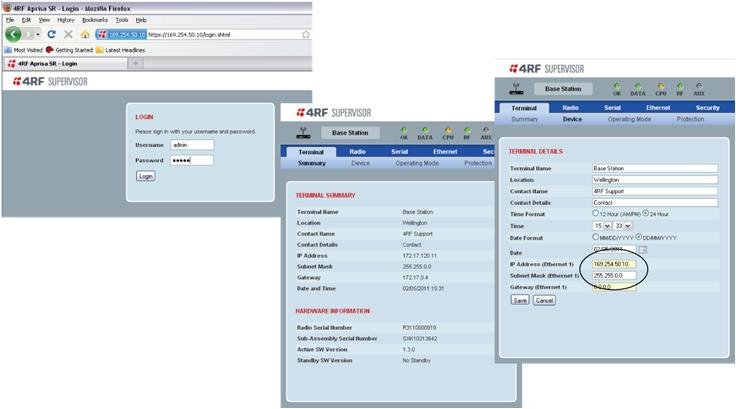 4RF Aprisa SR - Login - Mozilla Firefox
File Edit View History Bookmarks Tools Help
169.254.50.10 https://169.254.50.10/login.shtml
Most Visited Getting Started Latest Headlines
4RF Aprisa SR - Login
4RF SUPERVISOR
LOGIN
Please sign in with your username and password.
Username admin
Password •••••
Login
4RF SUPERVISOR
Base Station OK DATA CPU RF AUX
Terminal Radio Serial Ethernet Sec
Summary Device Operating Mode Protection
TERMINAL SUMMARY
Terminal Name Base Station
Location Wellington
Contact Name 4RF Support
Contact Details Contact
IP Address 172.17.120.11
Subnet Mask 255.255.0.0
Gateway 172.17.0.4
Date and Time 02/05/2011 15:31
HARDWARE INFORMATION
Radio Serial Number R3110000919
Sub-Assembly Serial Number SXK10213642
Active SW Version 1.3.0
Standby SW Version No Standby
4RF SUPERVISOR
Base Station OK DATA CPU RF AUX
Terminal Radio Serial Ethernet Security
Summary Device Operating Mode Protection
TERMINAL DETAILS
Terminal Name Base Station
Location Wellington
Contact Name 4RF Support
Contact Details Contact
Time Format 12 Hour (AM/PM) 24 Hour
Time 15 33
Date Format MM/DD/YYYY DD/MM/YYYY
Date 02/05/2011
IP Address (Ethernet 1) 169.254.50.10
Subnet Mask (Ethernet 1) 255.255.0.0
Gateway (Ethernet 1) 0.0.0.0
Save Cancel